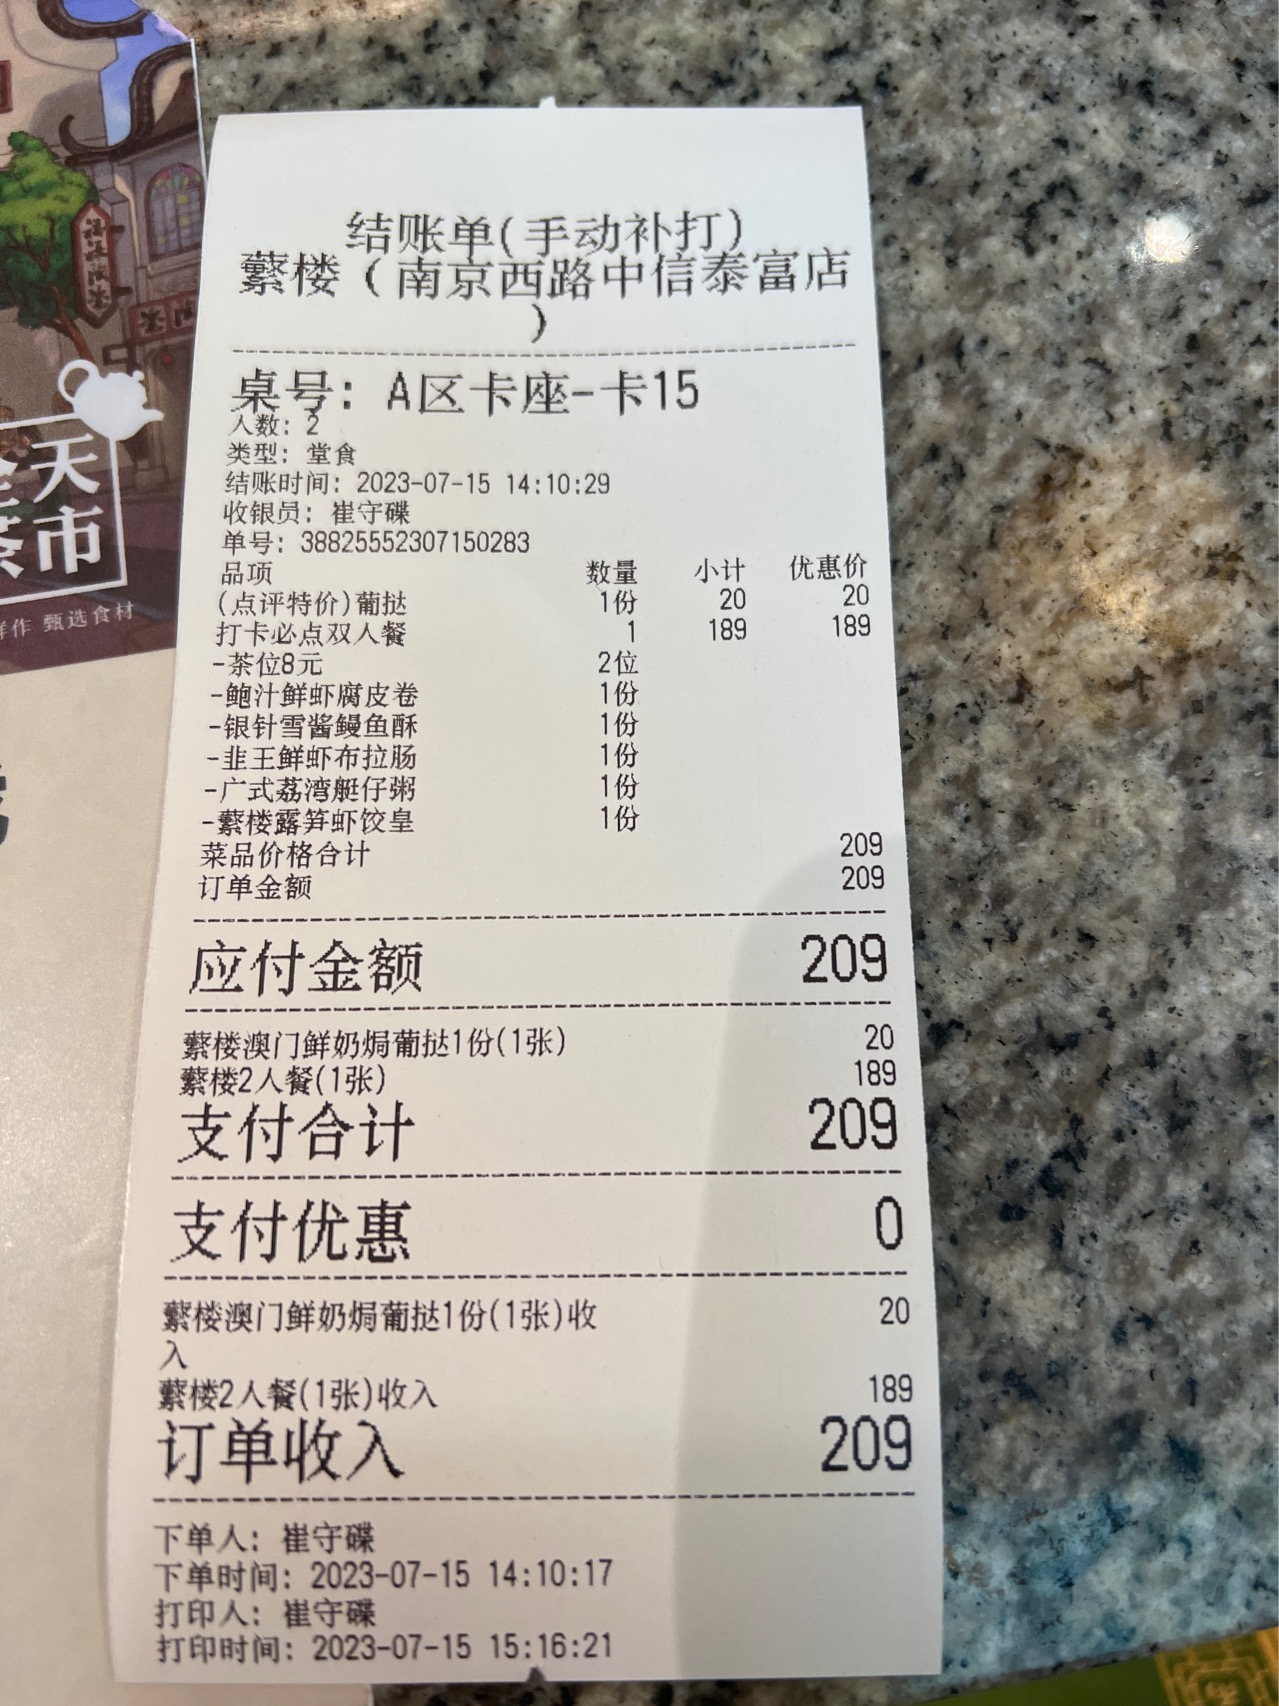 结账单(手动补打)
蘩楼（南京西路中信泰富店
）
桌号: A区卡座-卡15
人数: 2
类型: 堂食
结账时间: 2023-07-15 14:10:29
收银员: 崔守碟
单号: 38825552307150283
品项 数量 小计 优惠价
(点评特价)葡挞 1份 20 20
打卡必点双人餐 1 189 189
-茶位8元 2位
-鲍汁鲜虾腐皮卷 1份
-银针雪酱鳗鱼酥 1份
-韭王鲜虾布拉肠 1份
-广式荔湾艇仔粥 1份
-蘩楼露笋虾饺皇 1份
菜品价格合计 209
订单金额 209
应付金额 209
蘩楼澳门鲜奶焗葡挞1份(1张) 20
蘩楼2人餐(1张) 189
支付合计 209
支付优惠 0
蘩楼澳门鲜奶焗葡挞1份(1张)收 20
入
蘩楼2人餐(1张)收入 189
订单收入 209
下单人: 崔守碟
下单时间: 2023-07-15 14:10:17
打印人: 崔守碟
打印时间: 2023-07-15 15:16:21
天
市
作 甄选食材